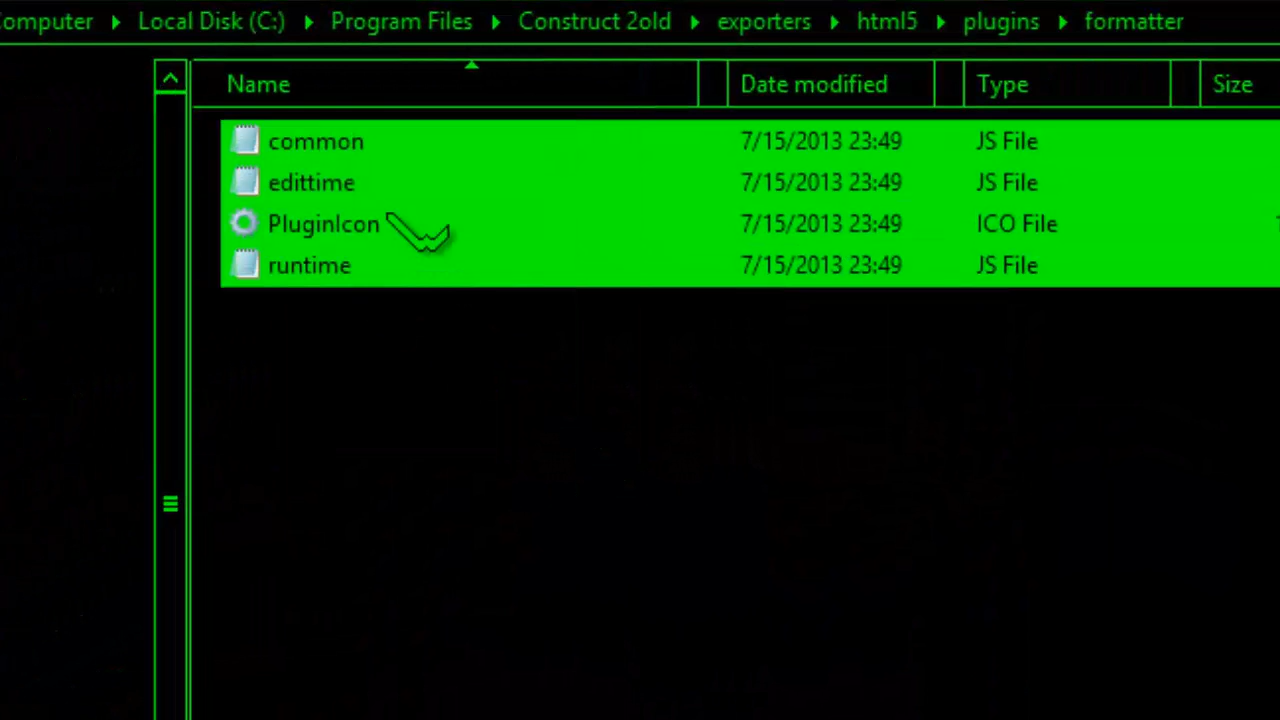 Computer Local Disk (C:) Program Files Construct 2old exporters html5 plugins formatter
Name Date modified Type Size
common 7/15/2013 23:49 JS File
edittime 7/15/2013 23:49 JS File
PluginIcon 7/15/2013 23:49 ICO File
runtime 7/15/2013 23:49 JS File